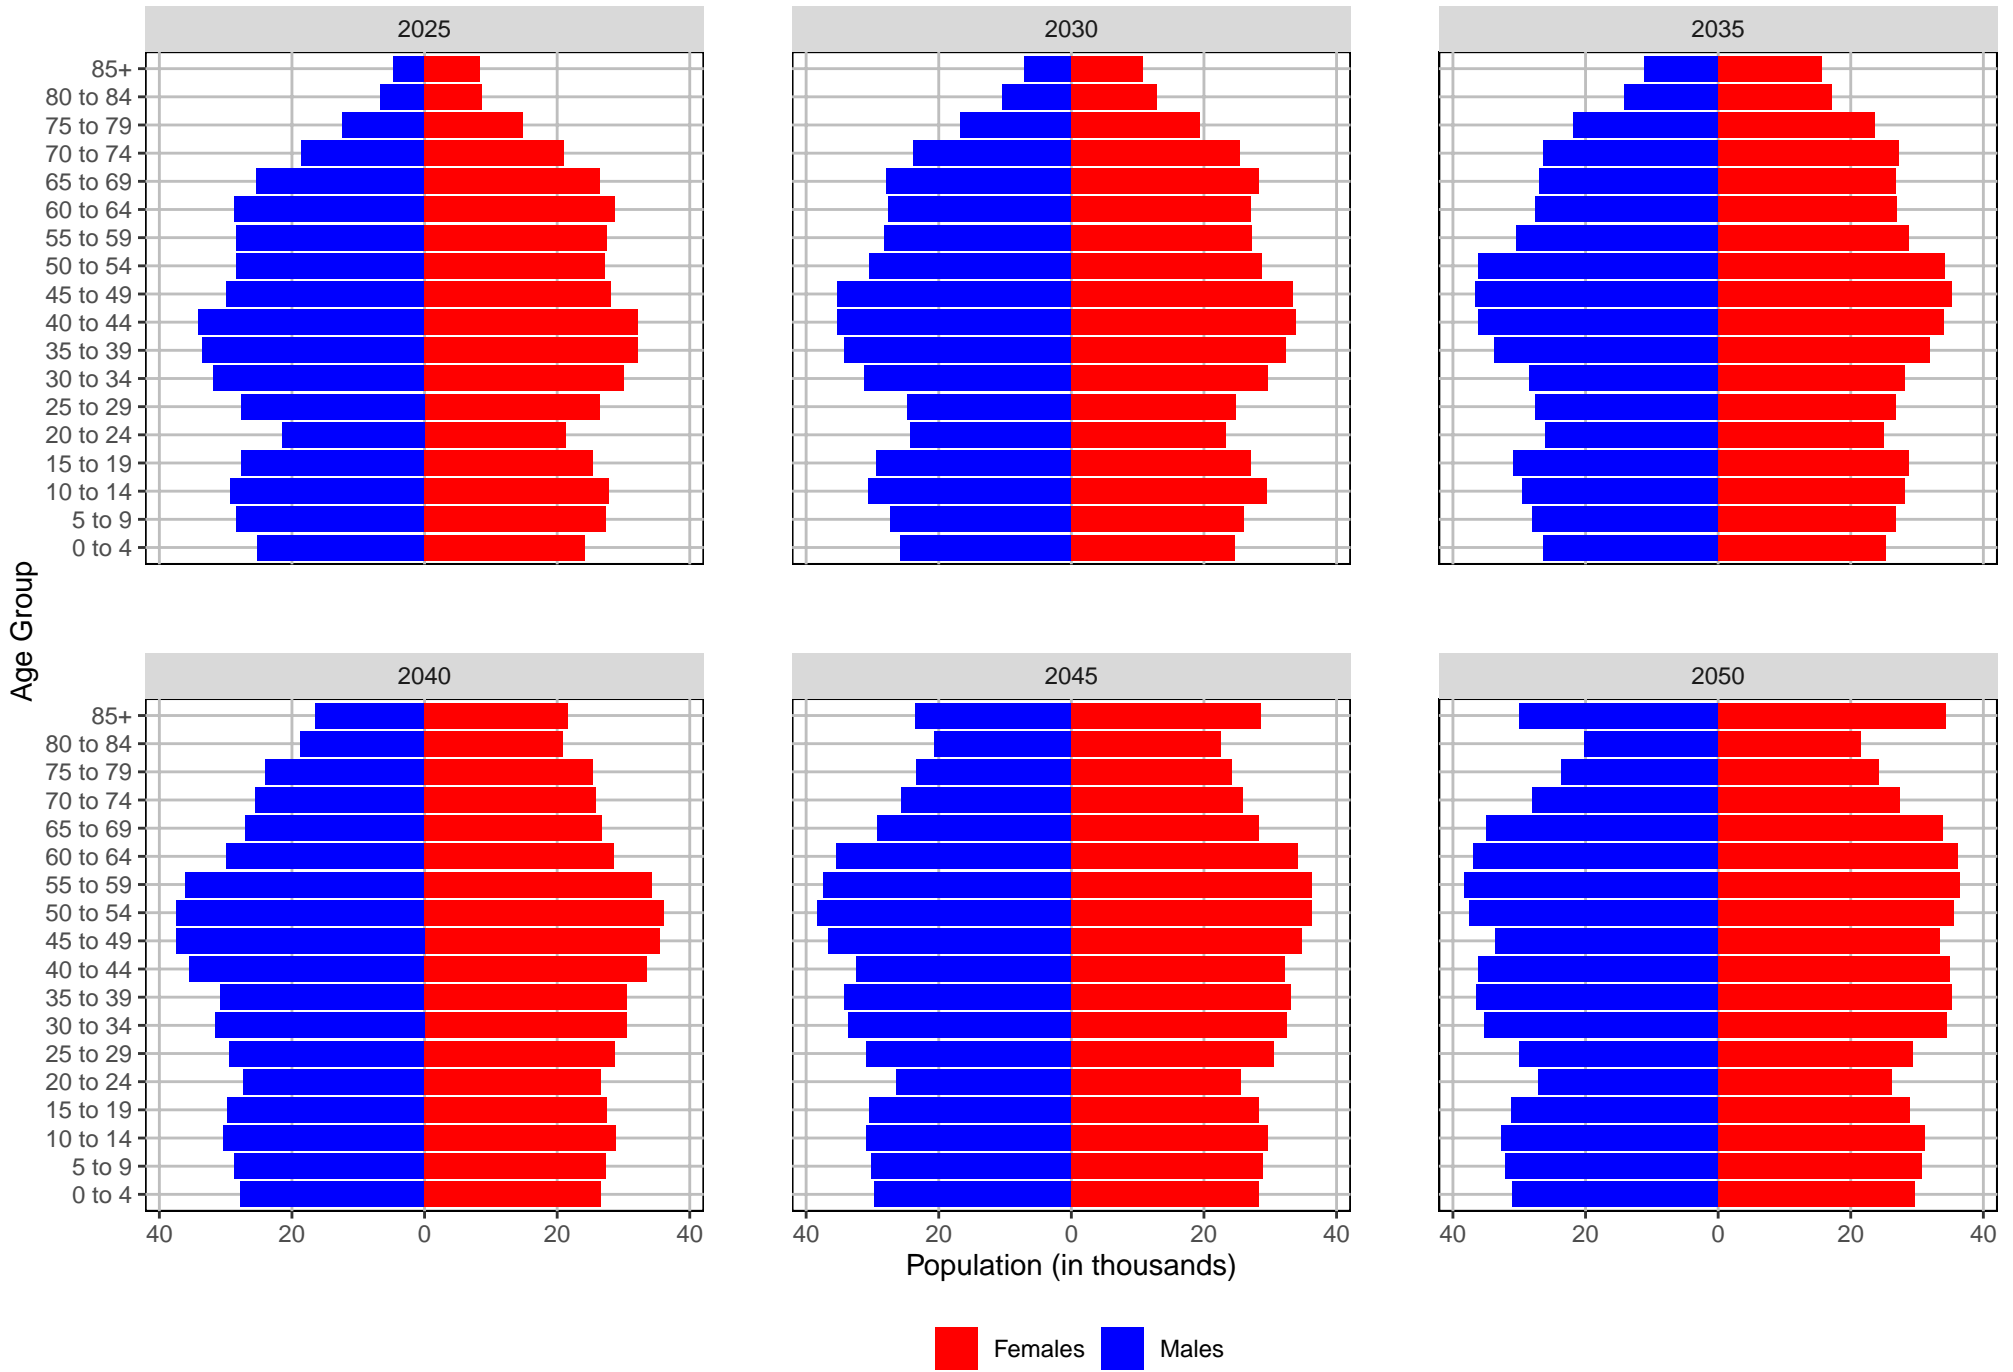 2025
2030
2035
85+
80 to 84
75 to 79
70 to 74
65 to 69
60 to 64
55 to 59
50 to 54
45 to 49
40 to 44
35 to 39
30 to 34
25 to 29
20 to 24
15 to 19
10 to 14
5 to 9
0 to 4
Age Group
2040
2045
2050
85+
80 to 84
75 to 79
70 to 74
65 to 69
60 to 64
55 to 59
50 to 54
45 to 49
40 to 44
35 to 39
30 to 34
25 to 29
20 to 24
15 to 19
10 to 14
5 to 9
0 to 4
40 20 0 20 40
40 20 0 20 40
40 20 0 20 40
Population (in thousands)
Females
Males